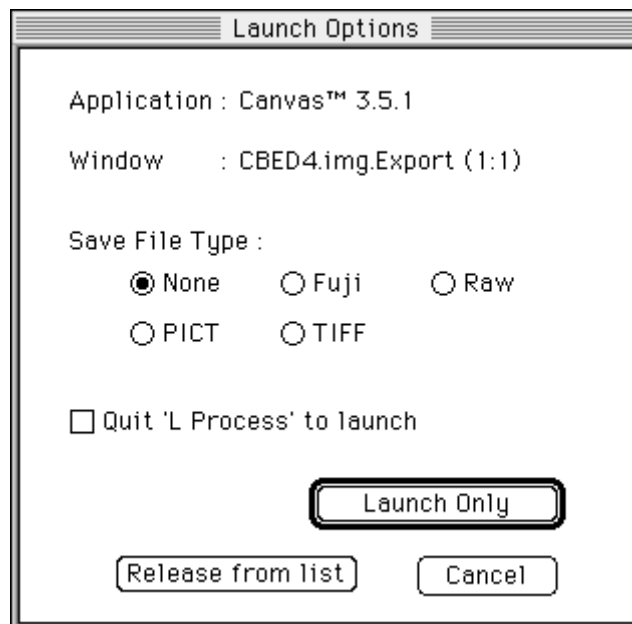 Launch Options
Application : Canvas™ 3.5.1
Window : CBED4.img.Export (1:1)
Save File Type :
None Fuji Raw
PICT TIFF
Quit 'L Process' to launch
Launch Only
Release from list Cancel